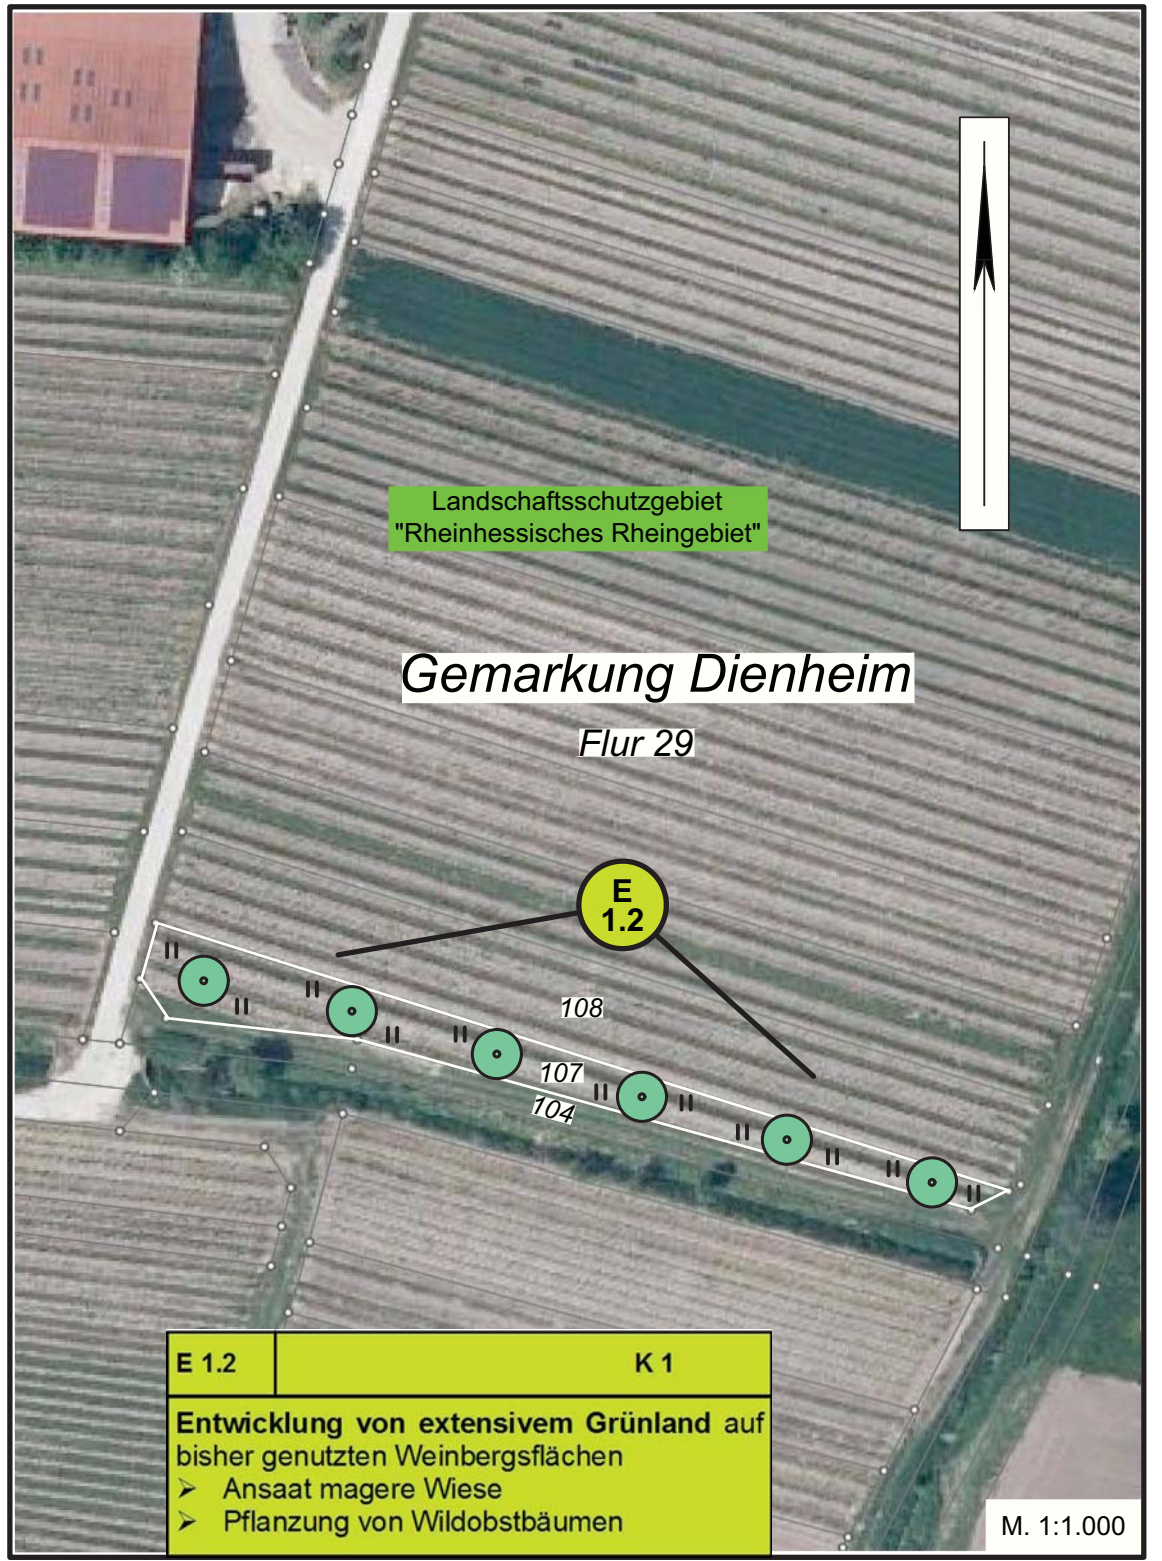 Landschaftsschutzgebiet
"Rheinhessisches Rheingebiet"
Gemarkung Dienheim
Flur 29
E
1.2
108
107
104
E 1.2 K 1
Entwicklung von extensivem Grünland auf
bisher genutzten Weinbergsflächen
➢ Ansaat magere Wiese
➢ Pflanzung von Wildobstbäumen
M. 1:1.000